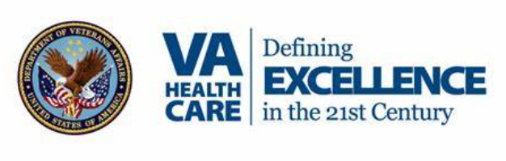 DEPARTMENT OF VETERANS AFFAIRS
UNITED STATES OF AMERICA
VA
HEALTH
CARE
Defining
EXCELLENCE
in the 21st Century